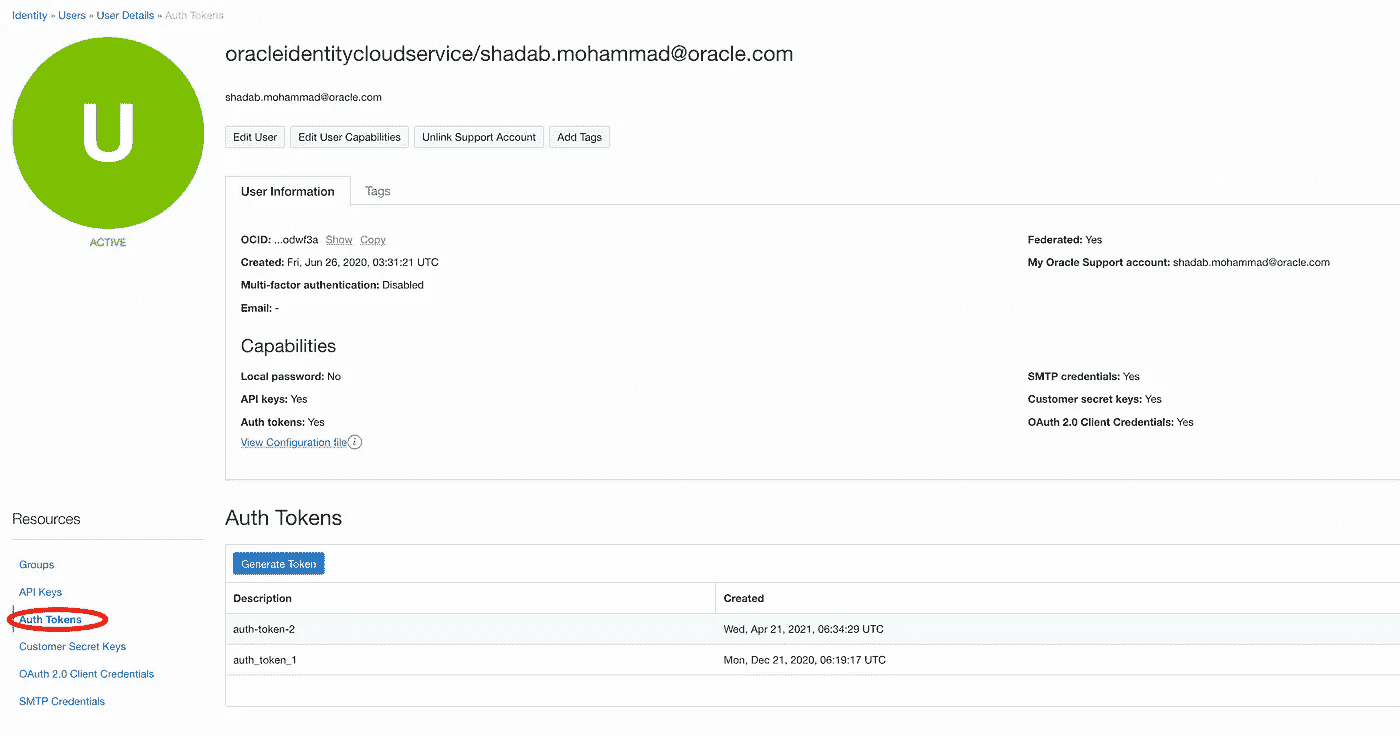 Identity » Users » User Details » Auth Tokens
oracleidentitycloudservice/shadab.mohammad@oracle.com
U
shadab.mohammad@oracle.com
Edit User Edit User Capabilities Unlink Support Account Add Tags
User Information Tags
ACTIVE
OCID: ...odwf3a Show Copy Federated: Yes
Created: Fri, Jun 26, 2020, 03:31:21 UTC My Oracle Support account: shadab.mohammad@oracle.com
Multi-factor authentication: Disabled
Email: -
Capabilities
Local password: No SMTP credentials: Yes
API keys: Yes Customer secret keys: Yes
Auth tokens: Yes OAuth 2.0 Client Credentials: Yes
View Configuration file i
Resources
Groups
API Keys
Auth Tokens
Customer Secret Keys
OAuth 2.0 Client Credentials
SMTP Credentials
Auth Tokens
Generate Token
Description Created
auth-token-2 Wed, Apr 21, 2021, 06:34:29 UTC
auth_token_1 Mon, Dec 21, 2020, 06:19:17 UTC